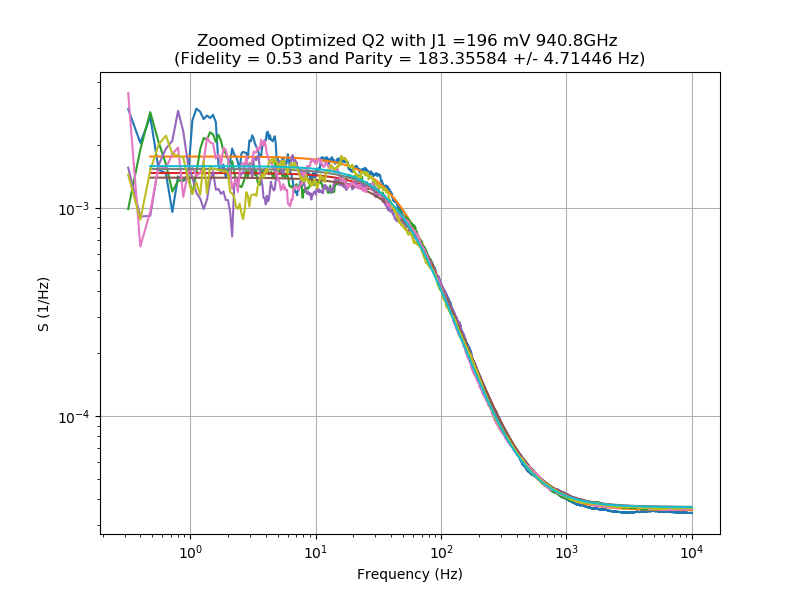 Zoomed Optimized Q2 with J1 =196 mV 940.8GHz
(Fidelity = 0.53 and Parity = 183.35584 +/- 4.71446 Hz)
S (1/Hz)
10⁻³
10⁻⁴
10⁰ 10¹ 10² 10³ 10⁴
Frequency (Hz)